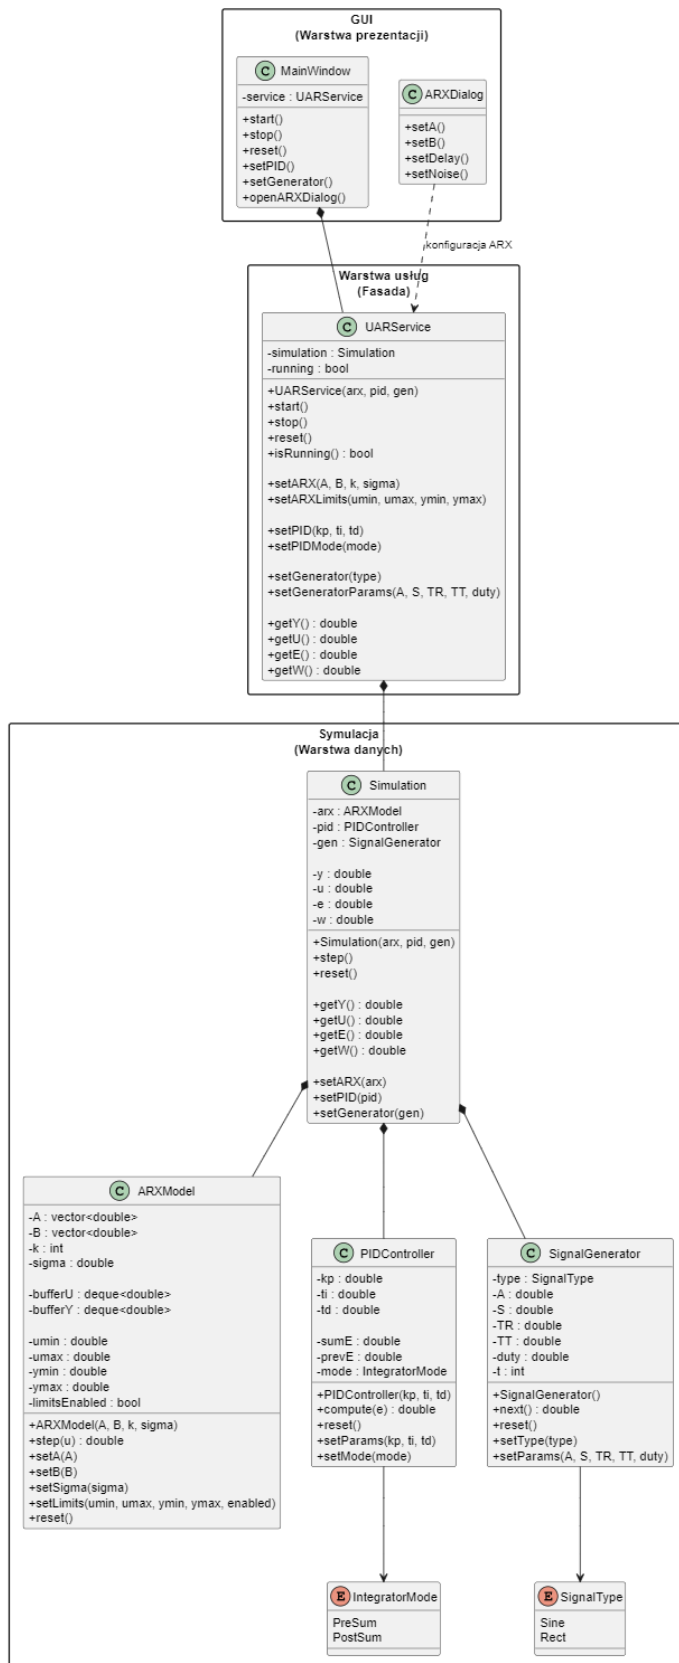 GUI
(Warstwa prezentacji)
C MainWindow
-service : UARService
+start()
+stop()
+reset()
+setPID()
+setGenerator()
+openARXDialog()
C ARXDialog
+setA()
+setB()
+setDelay()
+setNoise()
konfiguracja ARX
Warstwa usług
(Fasada)
C UARService
-simulation : Simulation
-running : bool
+UARService(arx, pid, gen)
+start()
+stop()
+reset()
+isRunning() : bool
+setARX(A, B, k, sigma)
+setARXLimits(umin, umax, ymin, ymax)
+setPID(kp, ti, td)
+setPIDMode(mode)
+setGenerator(type)
+setGeneratorParams(A, S, TR, TT, duty)
+getY() : double
+getU() : double
+getE() : double
+getW() : double
Symulacja
(Warstwa danych)
C Simulation
-arx : ARXModel
-pid : PIDController
-gen : SignalGenerator
-y : double
-u : double
-e : double
-w : double
+Simulation(arx, pid, gen)
+step()
+reset()
+getY() : double
+getU() : double
+getE() : double
+getW() : double
+setARX(arx)
+setPID(pid)
+setGenerator(gen)
C ARXModel
-A : vector<double>
-B : vector<double>
-k : int
-sigma : double
-bufferU : deque<double>
-bufferY : deque<double>
-umin : double
-umax : double
-ymin : double
-ymax : double
-limitsEnabled : bool
+ARXModel(A, B, k, sigma)
+step(u) : double
+setA(A)
+setB(B)
+setSigma(sigma)
+setLimits(umin, umax, ymin, ymax, enabled)
+reset()
C PIDController
-kp : double
-ti : double
-td : double
-sumE : double
-prevE : double
-mode : IntegratorMode
+PIDController(kp, ti, td)
+compute(e) : double
+reset()
+setParams(kp, ti, td)
+setMode(mode)
C SignalGenerator
-type : SignalType
-A : double
-S : double
-TR : double
-TT : double
-duty : double
-t : int
+SignalGenerator()
+next() : double
+reset()
+setType(type)
+setParams(A, S, TR, TT, duty)
E IntegratorMode
PreSum
PostSum
E SignalType
Sine
Rect